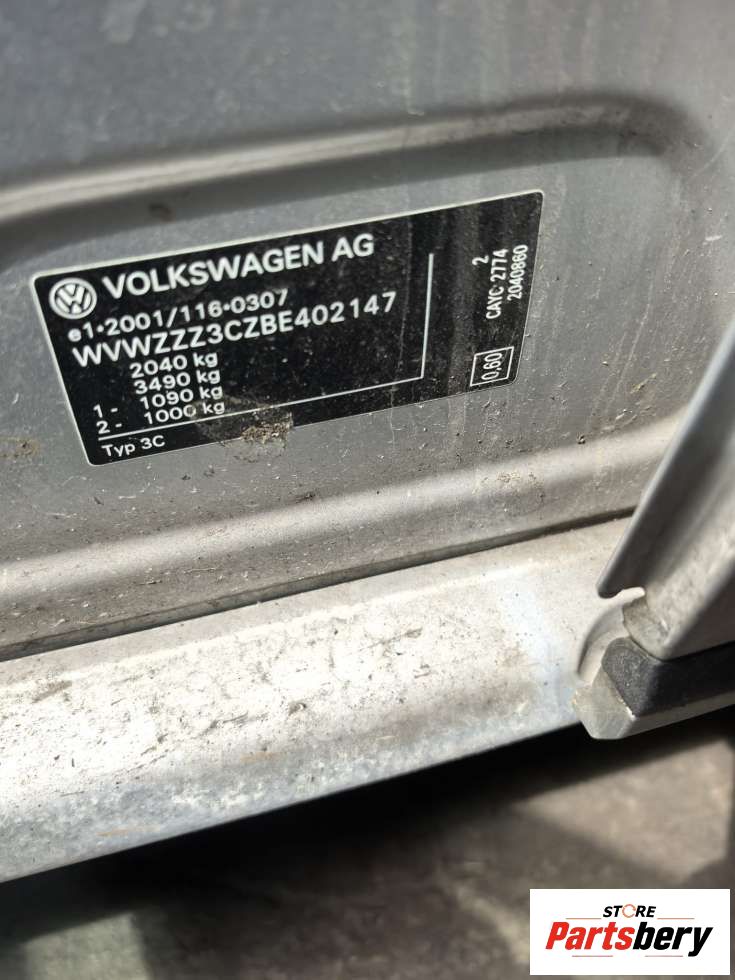 VOLKSWAGEN AG
e1*2001/116*0307
WVWZZZ3CZBE402147
2040 kg
3490 kg
1 - 1090 kg
2 - 1000 kg
Typ 3C
2
CAYC 2774
2040860
0,60
STORE
Partsbery